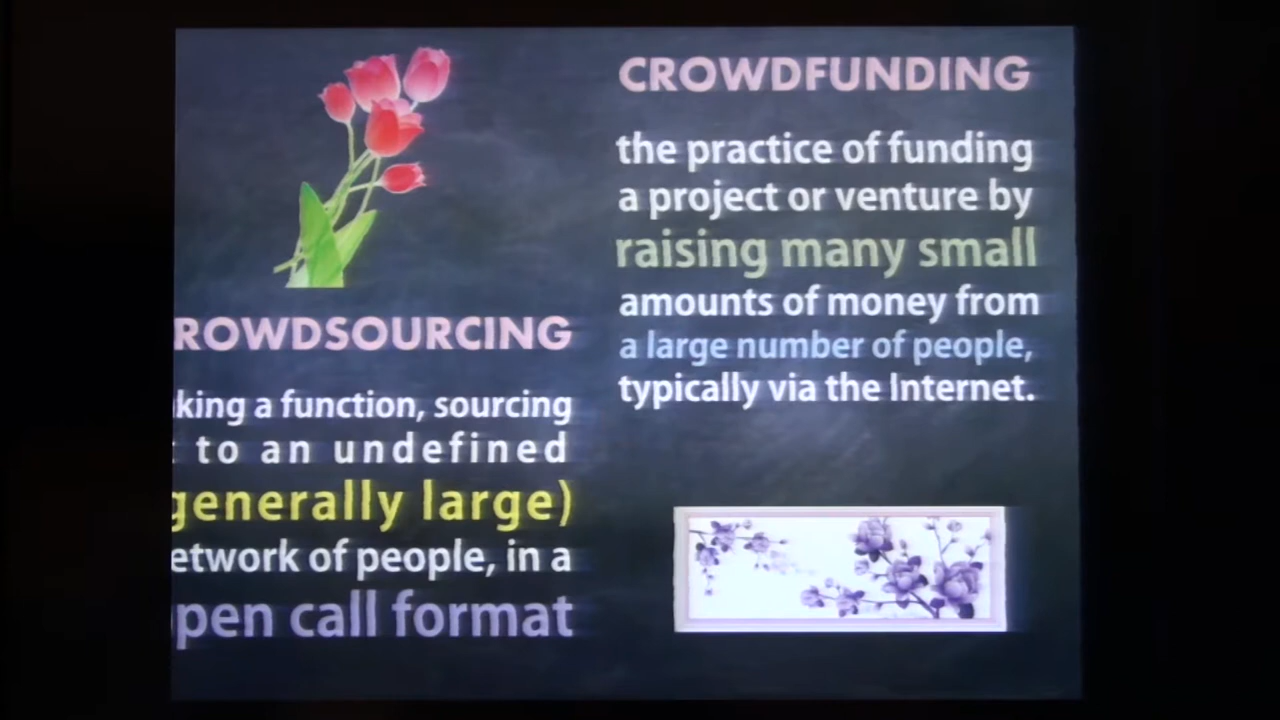 ROWDSOURCING
king a function, sourcing
to an undefined
generally large)
etwork of people, in a
pen call format
CROWDFUNDING
the practice of funding
a project or venture by
raising many small
amounts of money from
a large number of people,
typically via the Internet.